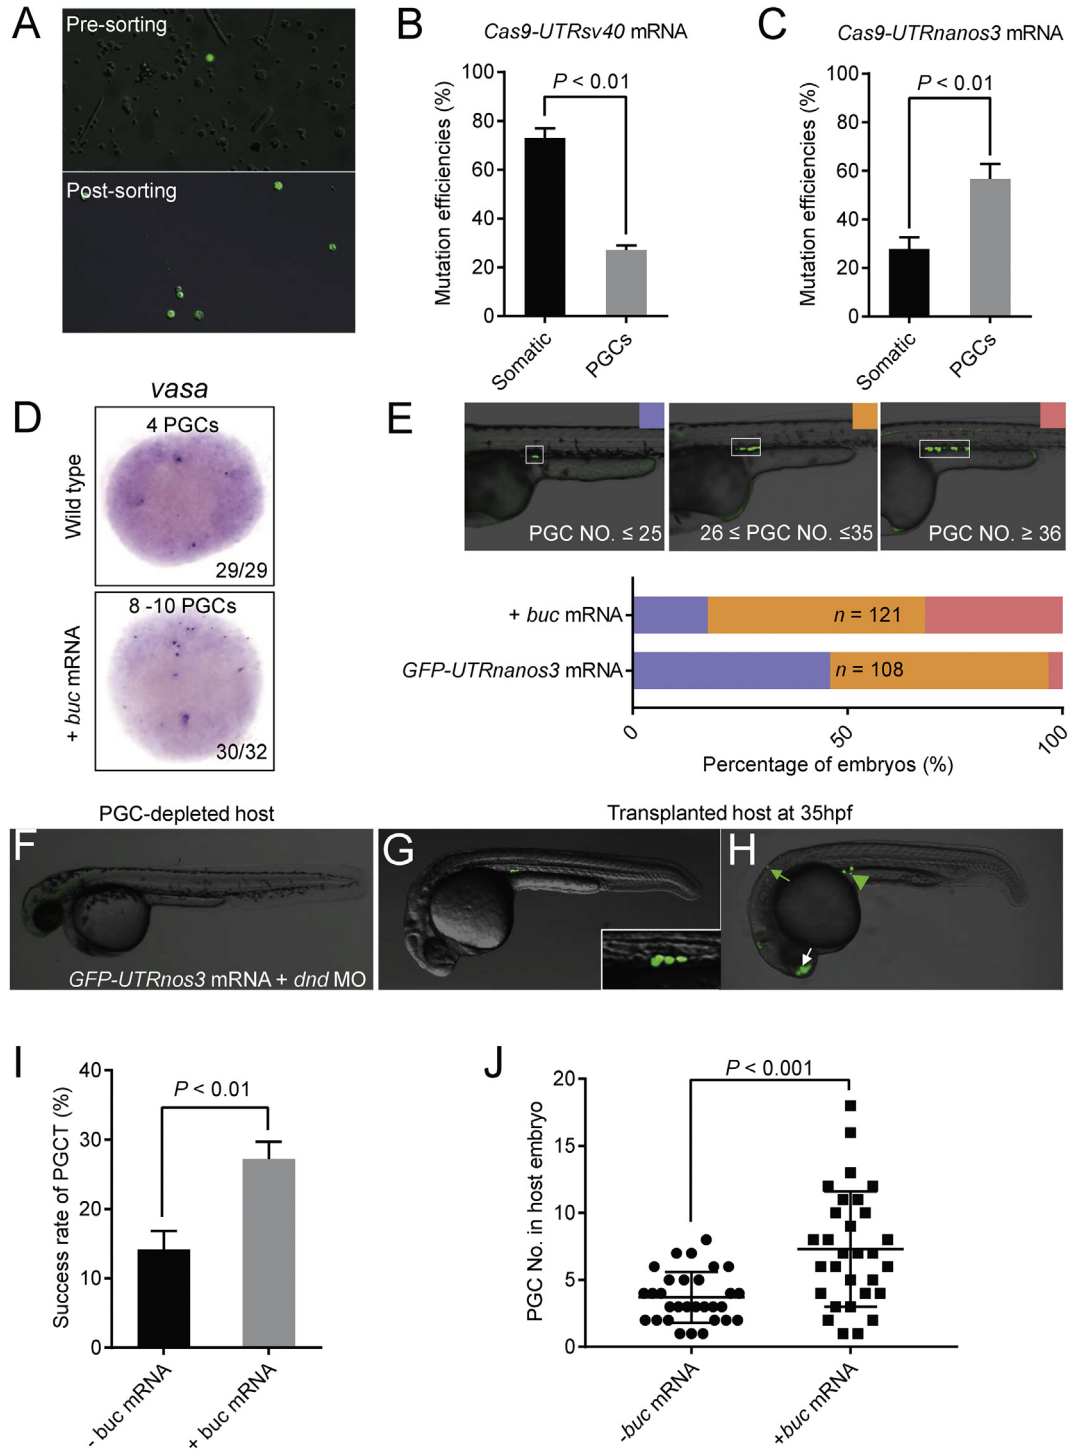 A
Pre-sorting
Post-sorting
B
Cas9-UTRsv40 mRNA
P < 0.01
Mutation efficiencies (%)
100
80
60
40
20
0
Somatic
PGCs
C
Cas9-UTRnanos3 mRNA
P < 0.01
Mutation efficiencies (%)
100
80
60
40
20
0
Somatic
PGCs
D
vasa
Wild type
4 PGCs
29/29
+ buc mRNA
8 -10 PGCs
30/32
E
PGC NO. ≤ 25
26 ≤ PGC NO. ≤35
PGC NO. ≥ 36
+ buc mRNA
n = 121
GFP-UTRnanos3 mRNA
n = 108
0
50
100
Percentage of embryos (%)
PGC-depleted host
Transplanted host at 35hpf
F
GFP-UTRnos3 mRNA + dnd MO
G
H
I
Success rate of PGCT (%)
40
30
20
10
0
P < 0.01
- buc mRNA
+ buc mRNA
J
PGC No. in host embryo
20
15
10
5
0
P < 0.001
-buc mRNA
+buc mRNA